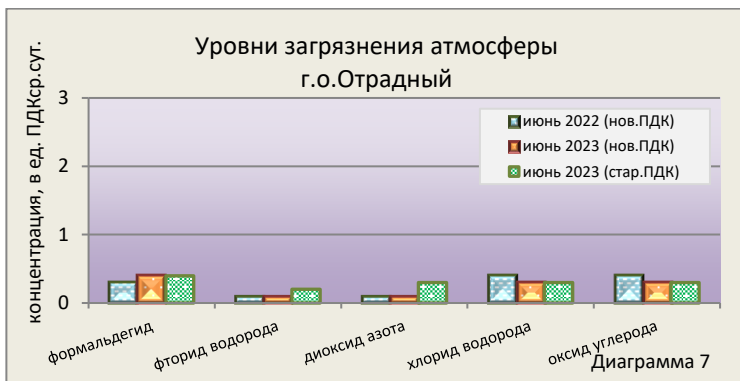 Уровни загрязнения атмосферы
г.о.Отрадный
концентрация, в ед. ПДКср.сут.
3
2
1
0
июнь 2022 (нов.ПДК)
июнь 2023 (нов.ПДК)
июнь 2023 (стар.ПДК)
формальдегид
фторид водорода
диоксид азота
хлорид водорода
оксид углерода
Диаграмма 7